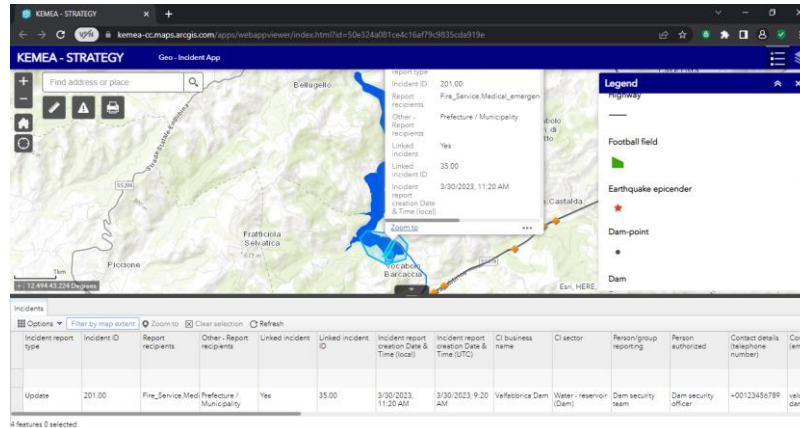 KEMEA - STRATEGY
kemea-cc.maps.arcgis.com/apps/webappviewer/index.html?id=50e324a081ce4c16af79c9835cda919e
KEMEA - STRATEGY Geo - Incident App
Find address or place
Bellugello
report type
Incident ID 201.00
Report recipients Fire_Service,Medical_emergen
Other - Report recipients Prefecture / Municipality
Linked incident Yes
Linked incident ID 35.00
Incident report creation Date & Time (local) 3/30/2023, 11:20 AM
Zoom to
Legend
Highway
Football field
Earthquake epicender
Dam-point
Dam
Castalda
SS298
Fratticiola
Selvatica
Piccione
Vocabolo
Barcaccia
1km
12.494 43.224 Degrees
Esri, HERE,
Incidents
Options Filter by map extent Zoom to Clear selection Refresh
Incident report type Incident ID Report recipients Other - Report recipients Linked incident Linked incident ID Incident report creation Date & Time (local) Incident report creation Date & Time (UTC) CI business name CI sector Person/group reporting Person authorized Contact details (telephone number)
Update 201.00 Fire_Service,Medi Prefecture / Municipality Yes 35.00 3/30/2023, 11:20 AM 3/30/2023, 9:20 AM Valfabbrica Dam Water - reservoir (Dam) Dam security team Dam security officer +00123456789
4 features 0 selected